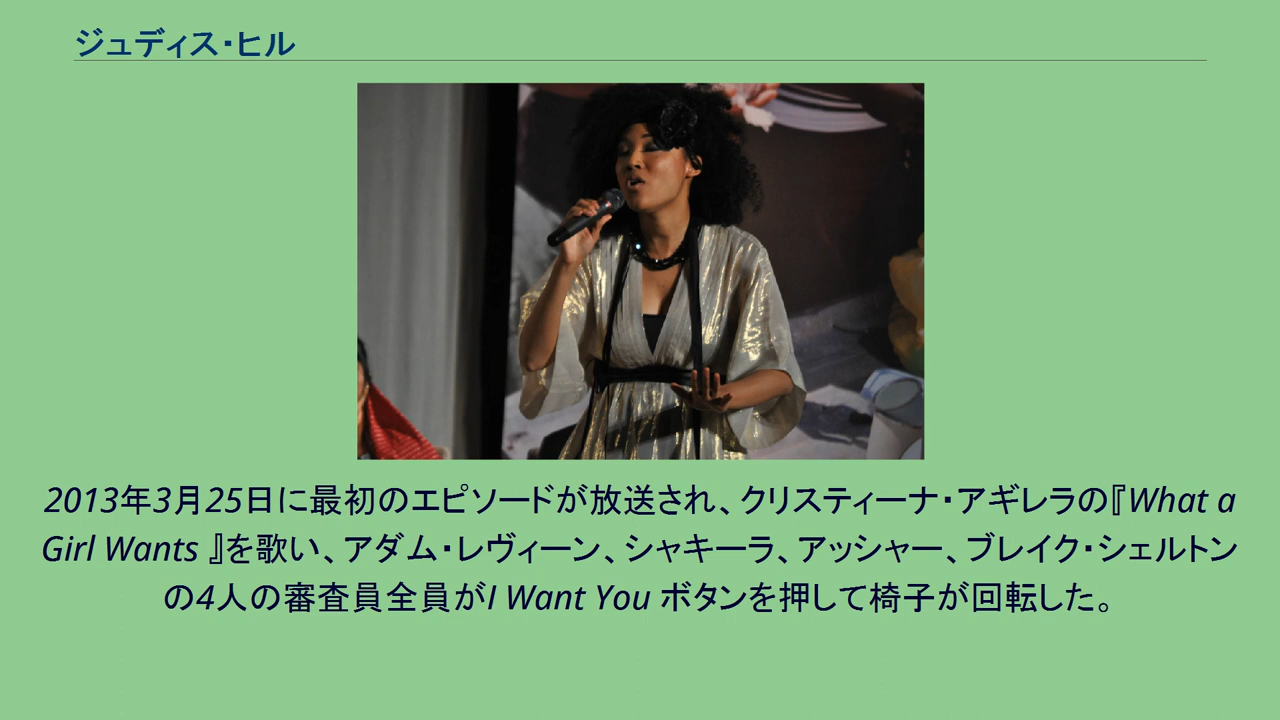 ジュディス・ヒル
2013年3月25日に最初のエピソードが放送され、クリスティーナ・アギレラの『What a
Girl Wants 』を歌い、アダム・レヴィーン、シャキーラ、アッシャー、ブレイク・シェルトン
の4人の審査員全員がI Want You ボタンを押して椅子が回転した。